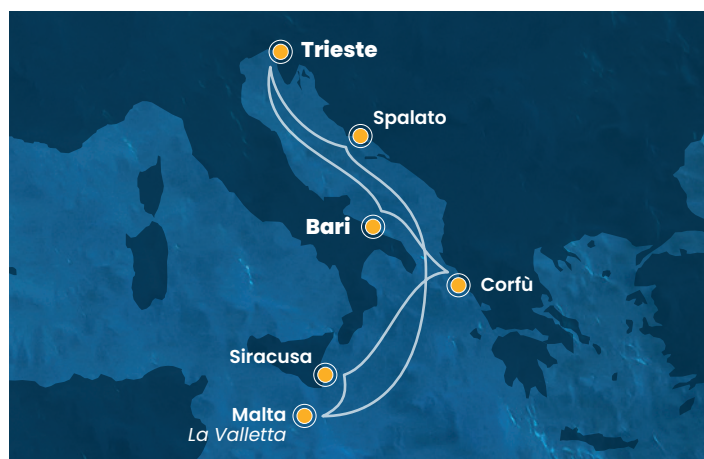 Trieste
Spalato
Bari
Corfù
Siracusa
Malta
La Valletta